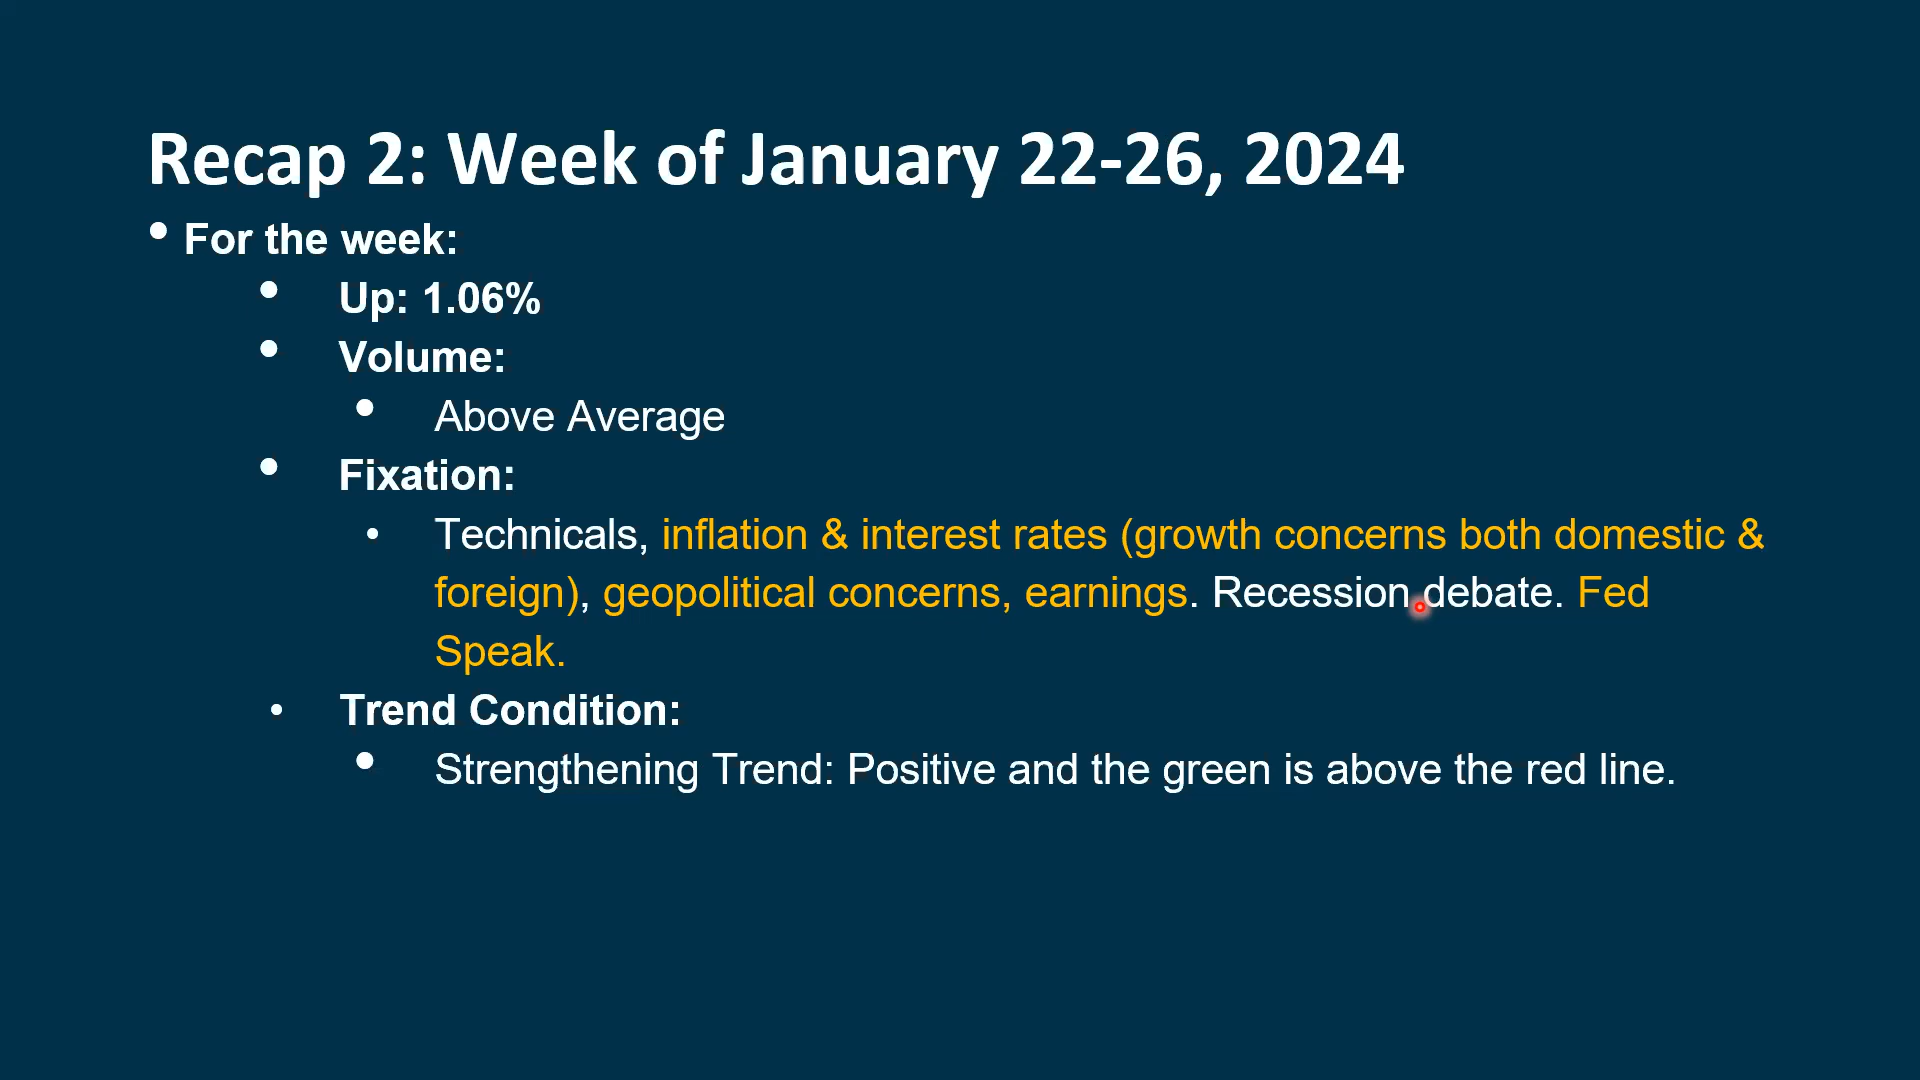 Recap 2: Week of January 22-26, 2024
• For the week:
• Up: 1.06%
• Volume:
• Above Average
• Fixation:
• Technicals, inflation & interest rates (growth concerns both domestic &
foreign), geopolitical concerns, earnings. Recession debate. Fed
Speak.
• Trend Condition:
• Strengthening Trend: Positive and the green is above the red line.